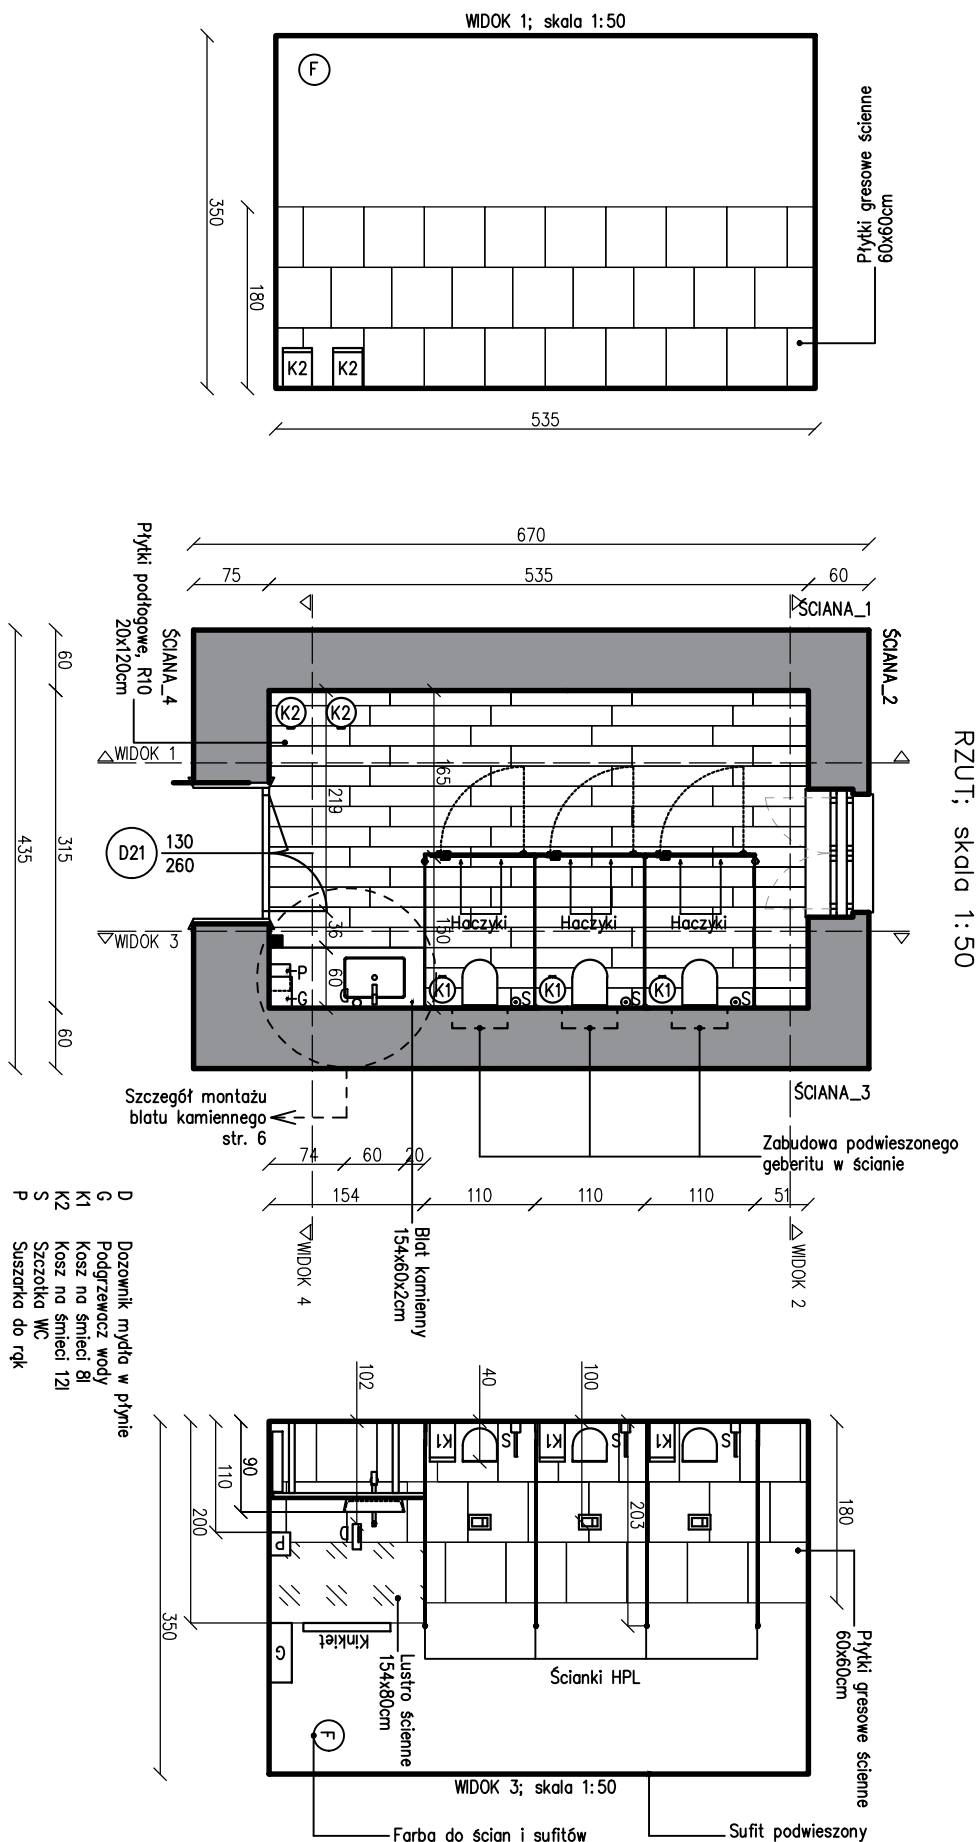 WIDOK 1; skala 1:50
F
Płytki gresowe ścienne
60x60cm
350
180
K2
K2
535
670
75
535
60
Płytki podłogowe, R10
20x120cm
ŚCIANA_4
ŚCIANA_1
ŚCIANA_2
RZUT; skala 1:50
60
315
435
60
K2
K2
WIDOK 1
165
219
D21
130
260
WIDOK 3
36
150
60
Haczyki
Haczyki
Haczyki
P
G
K1
S
K1
S
K1
S
ŚCIANA_3
Szczegół montażu
blatu kamiennego
str. 6
Zabudowa podwieszonego
geberitu w ścianie
74
60
20
154
110
110
110
51
WIDOK 4
WIDOK 2
Blat kamienny
154x60x2cm
D Dozownik mydła w płynie
G Podgrzewacz wody
K1 Kosz na śmieci 8l
K2 Kosz na śmieci 12l
S Szczotka WC
P Suszarka do rąk
102
40
100
K1
S
K1
S
K1
S
90
110
200
350
203
180
D
P
G
Kinkiet
Lustro ścienne
154x80cm
Ścianki HPL
Płytki gresowe ścienne
60x60cm
F
WIDOK 3; skala 1:50
Farba do ścian i sufitów
Sufit podwieszony